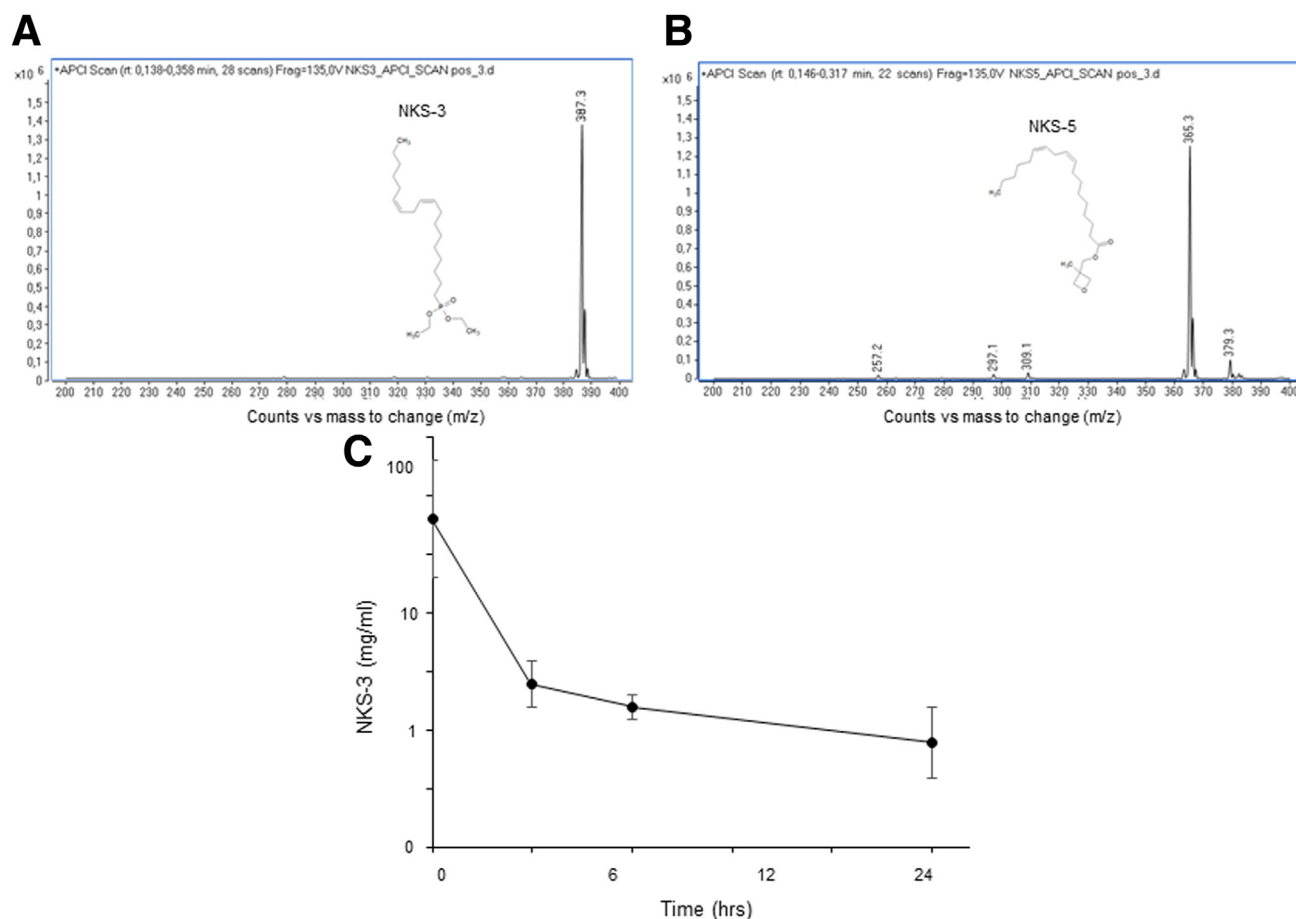 A
+APCI Scan (rt: 0,138-0,358 min, 28 scans) Frag=135,0V NKS3_APCI_SCAN pos_3.d
x10 6
1,5
1,4
1,3
1,2
1,1
1
0,9
0,8
0,7
0,6
0,5
0,4
0,3
0,2
0,1
0
387.3
NKS-3
CH₃
P
O
O
O
H₃C
CH₃
200 210 220 230 240 250 260 270 280 290 300 310 320 330 340 350 360 370 380 390 400
Counts vs mass to change (m/z)
B
+APCI Scan (rt: 0,146-0,317 min, 22 scans) Frag=135,0V NKS5_APCI_SCAN pos_3.d
x10 6
1,5
1,4
1,3
1,2
1,1
1
0,9
0,8
0,7
0,6
0,5
0,4
0,3
0,2
0,1
0
257.2
297.1
309.1
365.3
379.3
NKS-5
H₃C
O
O
H₃C
O
200 210 220 230 240 250 260 270 280 290 300 310 320 330 340 350 360 370 380 390 400
Counts vs mass to change (m/z)
C
100
10
1
0
NKS-3 (mg/ml)
0 6 12 24
Time (hrs)